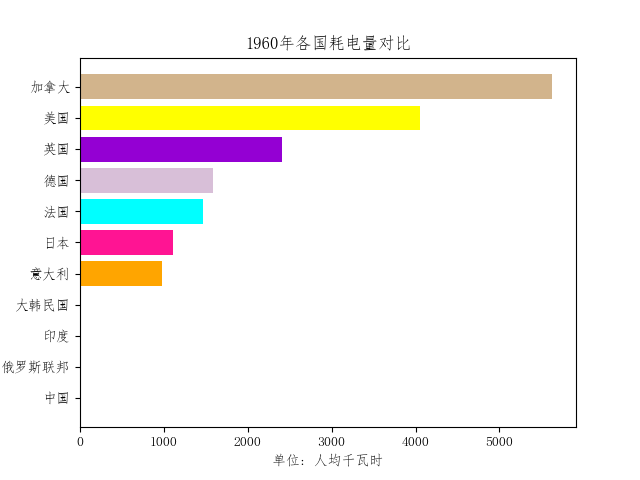 1960年各国耗电量对比
加拿大
美国
英国
德国
法国
日本
意大利
大韩民国
印度
俄罗斯联邦
中国
0 1000 2000 3000 4000 5000
单位：人均千瓦时